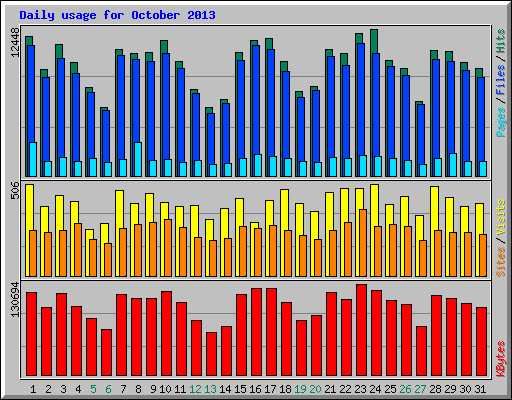 Daily usage for October 2013
12448
Pages / Files / Hits
506
Sites / Visits
130694
KBytes
1 2 3 4 5 6 7 8 9 10 11 12 13 14 15 16 17 18 19 20 21 22 23 24 25 26 27 28 29 30 31